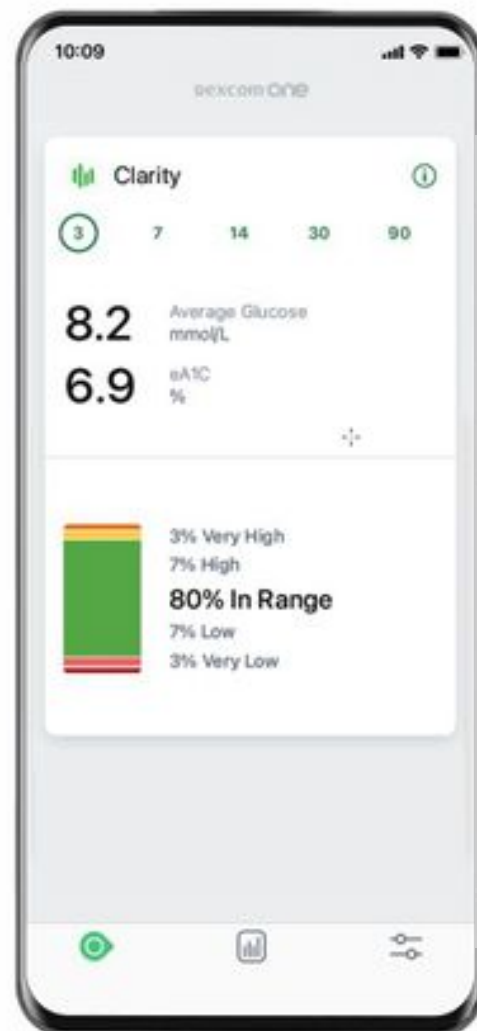 10:09
Dexcom ONE
Clarity
3 7 14 30 90
8.2 Average Glucose
mmol/L
6.9 eA1C
%
3% Very High
7% High
80% In Range
7% Low
3% Very Low